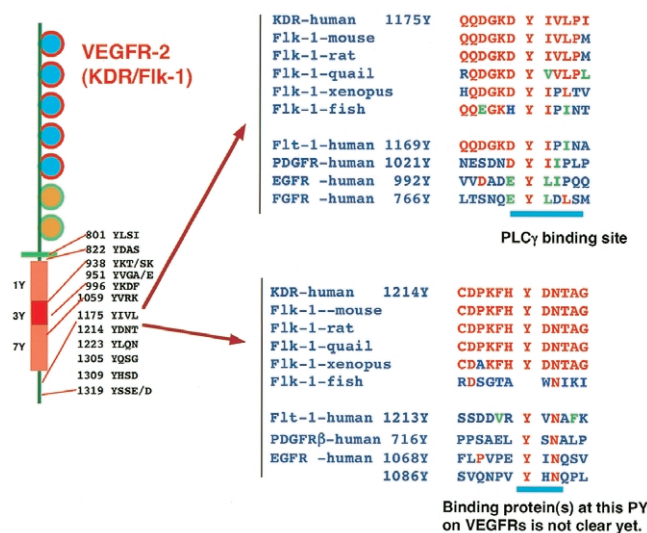 VEGFR-2
(KDR/Flk-1)
801 YLSI
822 YDAS
938 YKT/SK
951 YVGA/E
996 YKDF
1059 YVRK
1175 YIVL
1214 YDNT
1223 YLQN
1305 YQSG
1309 YHSD
1319 YSSE/D
1Y
3Y
7Y
KDR-human 1175Y QQDGKD Y IVLPI
Flk-1-mouse QQDGKD Y IVLPM
Flk-1-rat QQDGKD Y IVLPM
Flk-1-quail RQDGKD Y VVLPL
Flk-1-xenopus HQDGKD Y IPLTV
Flk-1-fish QQEGKH Y IPINT
Flt-1-human 1169Y QQDGKD Y IPINA
PDGFR-human 1021Y NESDND Y IIPLP
EGFR -human 992Y VVDADE Y LIPQQ
FGFR -human 766Y LTSNQE Y LDLSM
PLCγ binding site
KDR-human 1214Y CDPKFH Y DNTAG
Flk-1--mouse CDPKFH Y DNTAG
Flk-1-rat CDPKFH Y DNTAG
Flk-1-quail CDPKFH Y DNTAG
Flk-1-xenopus CDAKFH Y DNTAG
Flk-1-fish RDSGTA WNIKI
Flt-1-human 1213Y SSDDVR Y VNAFK
PDGFRβ-human 716Y PPSAEL Y SNALP
EGFR -human 1068Y FLPVPE Y INQSV
1086Y SVQNPV Y HNQPL
Binding protein(s) at this PY
on VEGFRs is not clear yet.